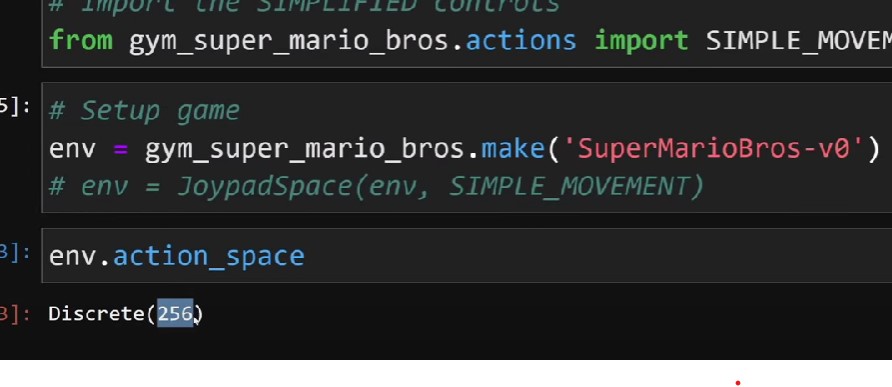 # Import the SIMPLIFIED controls
from gym_super_mario_bros.actions import SIMPLE_MOVEM
5]: # Setup game
env = gym_super_mario_bros.make('SuperMarioBros-v0')
# env = JoypadSpace(env, SIMPLE_MOVEMENT)
3]: env.action_space
3]: Discrete(256)